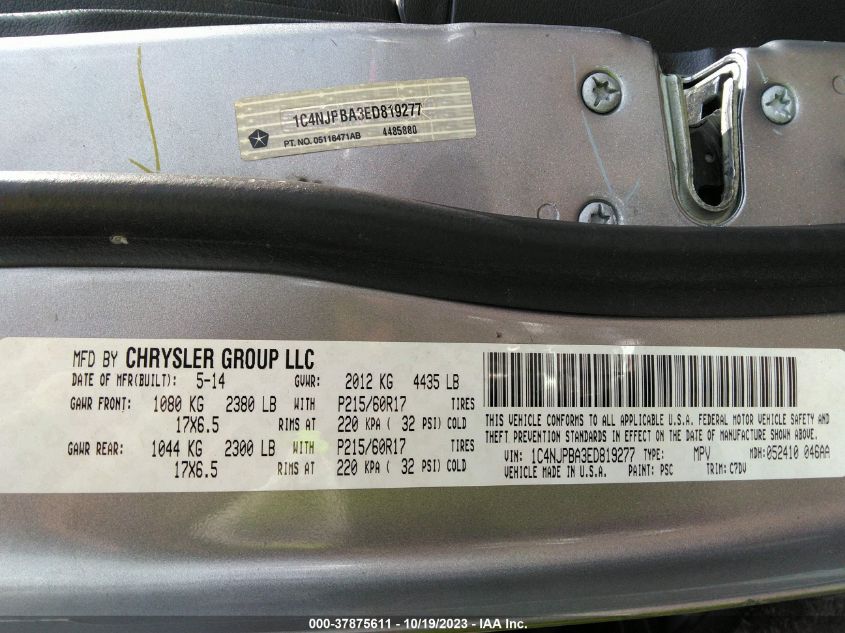 1C4NJPBA3ED819277
PT. NO. 05116471AB 4485880
MFD BY CHRYSLER GROUP LLC
DATE OF MFR(BUILT): 5-14 GVWR: 2012 KG 4435 LB
GAWR FRONT: 1080 KG 2380 LB WITH P215/60R17 TIRES
17X6.5 RIMS AT 220 KPA ( 32 PSI) COLD
GAWR REAR: 1044 KG 2300 LB WITH P215/60R17 TIRES
17X6.5 RIMS AT 220 KPA ( 32 PSI) COLD
THIS VEHICLE CONFORMS TO ALL APPLICABLE U.S.A. FEDERAL MOTOR VEHICLE SAFETY AND
THEFT PREVENTION STANDARDS IN EFFECT ON THE DATE OF MANUFACTURE SHOWN ABOVE.
VIN: 1C4NJPBA3ED819277 TYPE: MPV MDH: 052410 046AA
VEHICLE MADE IN U.S.A. PAINT: PSC TRIM: C7DV
000-37875611 - 10/19/2023 - IAA Inc.